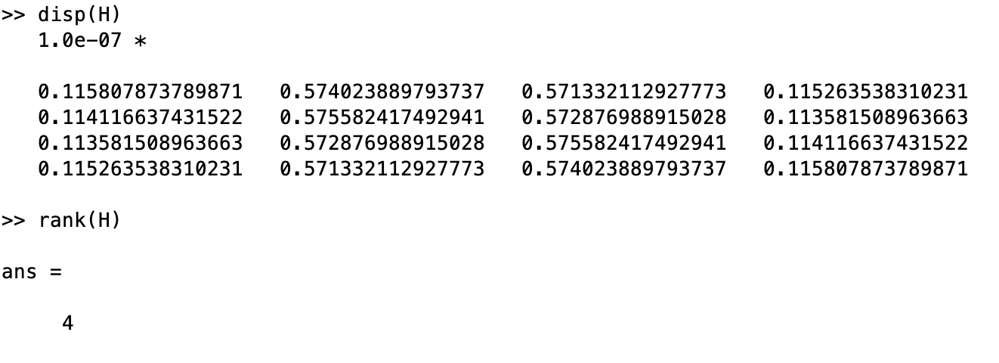 >> disp(H)
1.0e-07 *
0.115807873789871 0.574023889793737 0.571332112927773 0.115263538310231
0.114116637431522 0.575582417492941 0.572876988915028 0.113581508963663
0.113581508963663 0.572876988915028 0.575582417492941 0.114116637431522
0.115263538310231 0.571332112927773 0.574023889793737 0.115807873789871
>> rank(H)
ans =
4